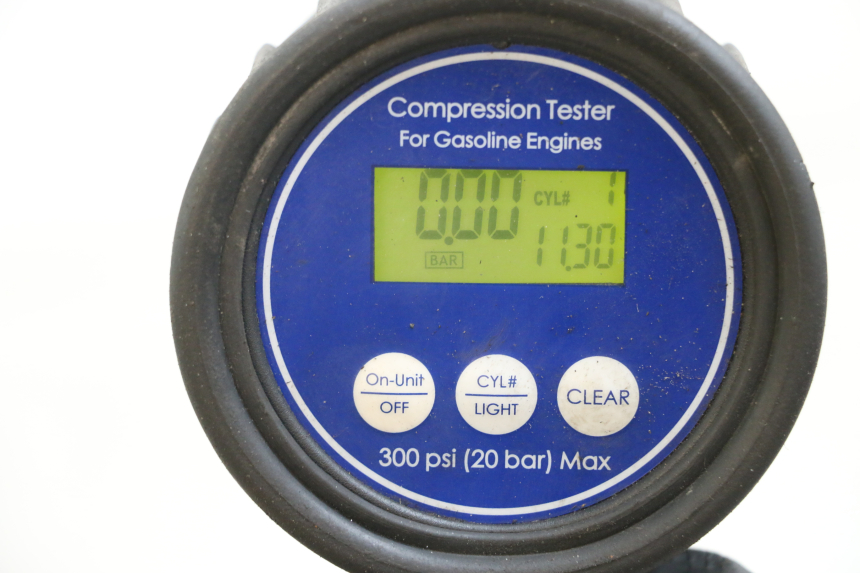 Compression Tester
For Gasoline Engines
0.00 CYL# 1
BAR 11.30
On-Unit CYL# CLEAR
OFF LIGHT
300 psi (20 bar) Max